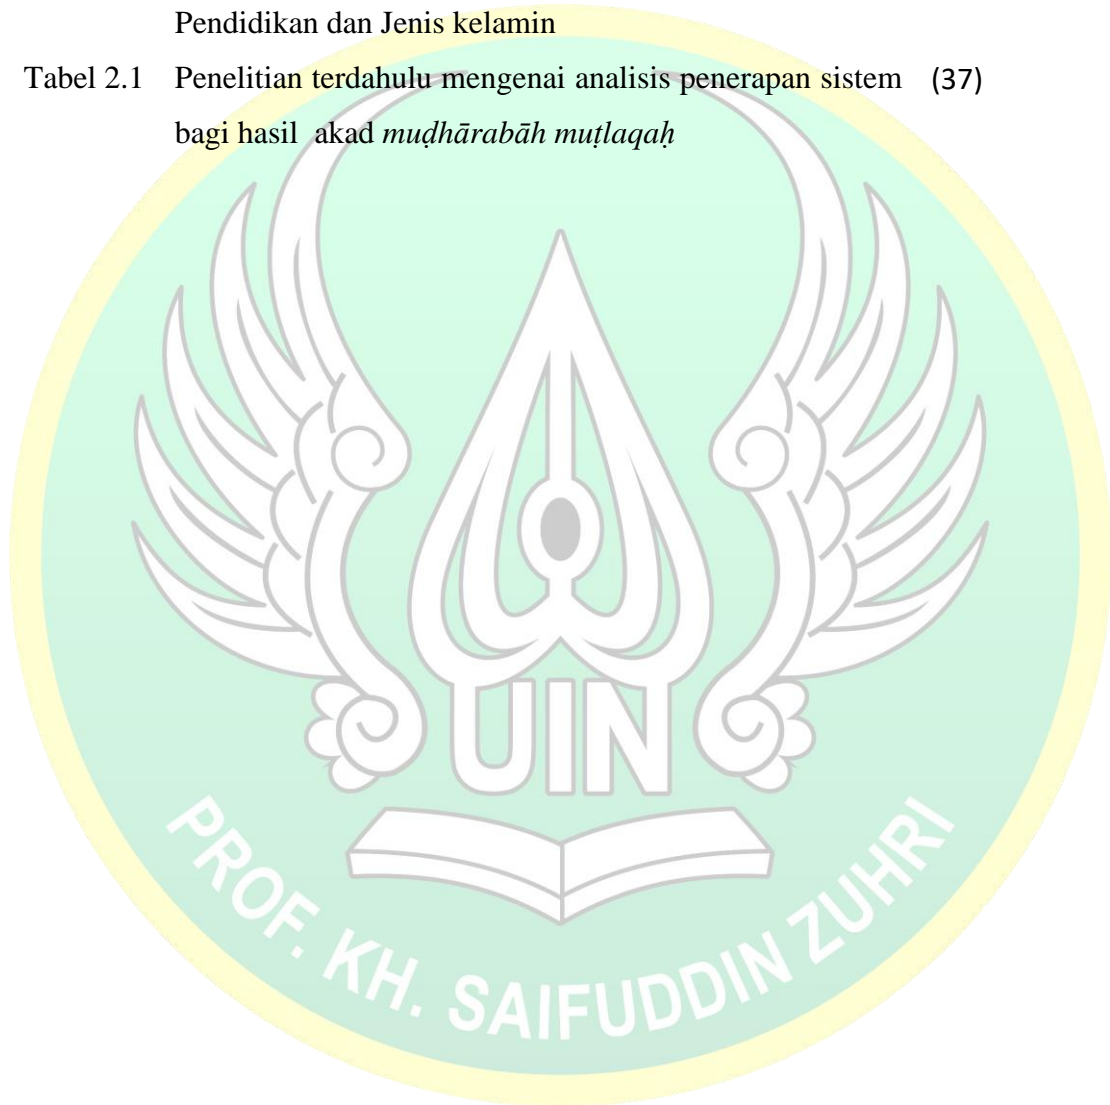 Pendidikan dan Jenis kelamin
Tabel 2.1 Penelitian terdahulu mengenai analisis penerapan sistem (37)
bagi hasil akad muḍhārabāh muṭlaqaḥ
UIN
PROF. KH. SAIFUDDIN ZUHRI